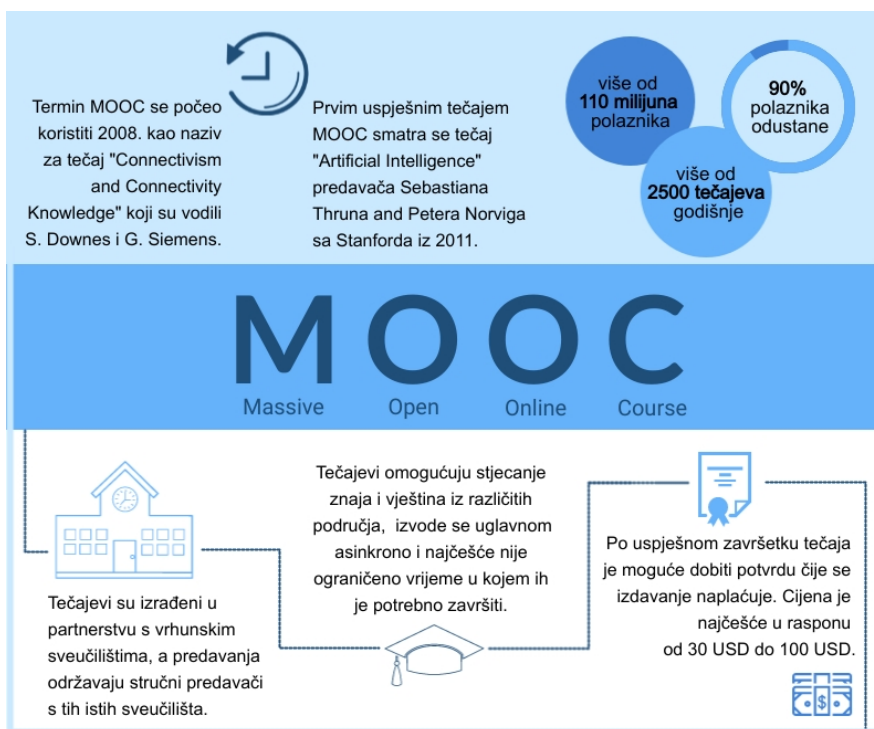 Termin MOOC se počeo
koristiti 2008. kao naziv
za tečaj "Connectivism
and Connectivity
Knowledge" koji su vodili
S. Downes i G. Siemens.
Prvim uspješnim tečajem
MOOC smatra se tečaj
"Artificial Intelligence"
predavača Sebastiana
Thruna and Petera Norviga
sa Stanforda iz 2011.
više od
110 milijuna
polaznika
90%
polaznika
odustane
više od
2500 tečajeva
godišnje
MOOC
Massive Open Online Course
Tečajevi su izrađeni u
partnerstvu s vrhunskim
sveučilištima, a predavanja
održavaju stručni predavači
s tih istih sveučilišta.
Tečajevi omogućuju stjecanje
znaja i vještina iz različitih
područja, izvode se uglavnom
asinkrono i najčešće nije
ograničeno vrijeme u kojem ih
je potrebno završiti.
Po uspješnom završetku tečaja
je moguće dobiti potvrdu čije se
izdavanje naplaćuje. Cijena je
najčešće u rasponu
od 30 USD do 100 USD.
$